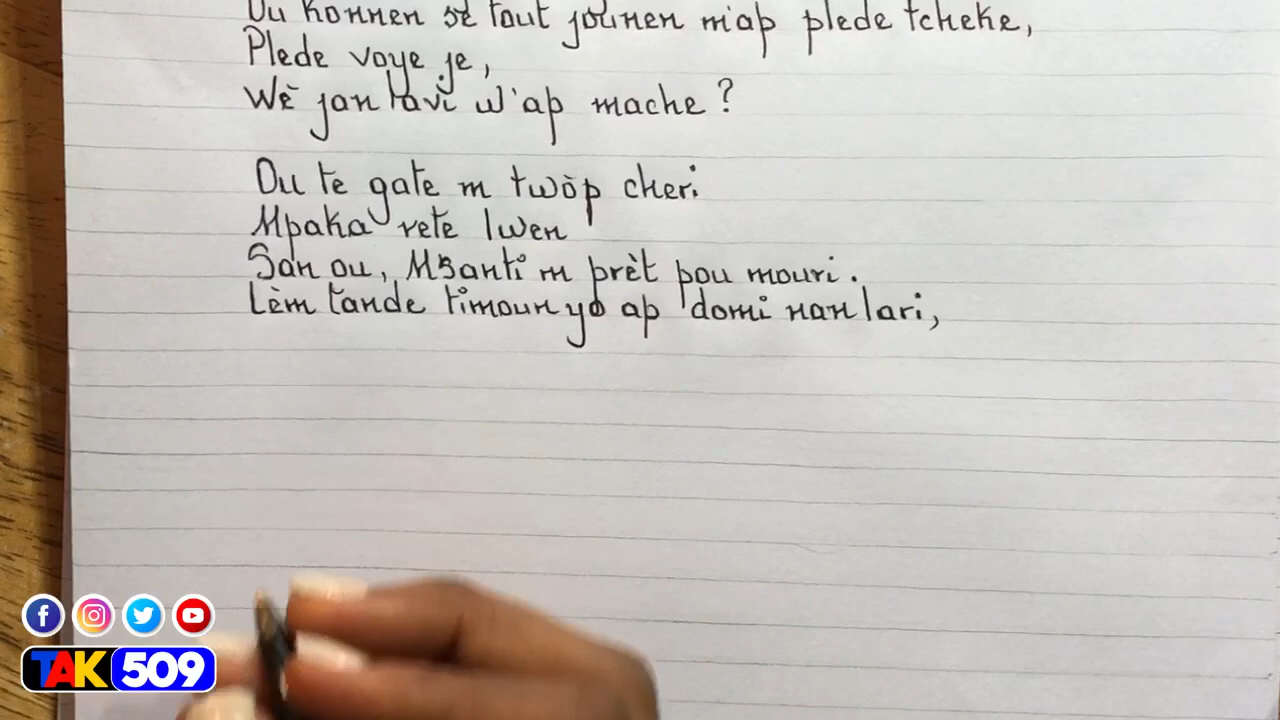 Ou konnen se tout jounen m'ap plede tcheke,
Plede voye je,
Wè jan lavi w'ap mache?
Ou te gate m twòp cheri
Mpaka rete lwen
San ou, Msanti m prèt pou mouri.
Lèm tande timoun yo ap domi nan lari,
TAK 509